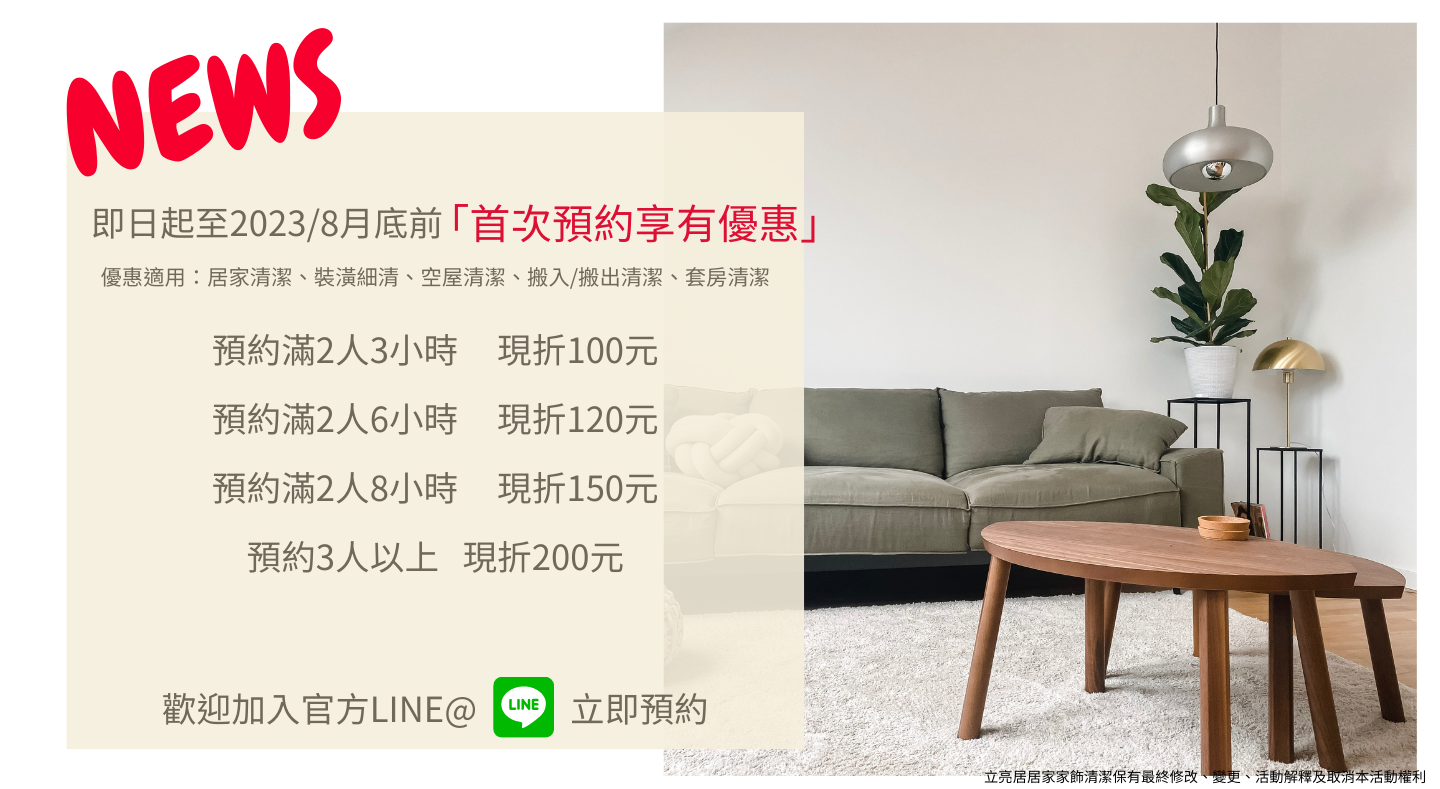 NEWS
即日起至2023/8月底前「首次預約享有優惠」
優惠適用：居家清潔、裝潢細清、空屋清潔、搬入/搬出清潔、套房清潔
預約滿2人3小時 現折100元
預約滿2人6小時 現折120元
預約滿2人8小時 現折150元
預約3人以上 現折200元
歡迎加入官方LINE@ LINE 立即預約
立亮居居家家飾清潔保有最終修改、變更、活動解釋及取消本活動權利